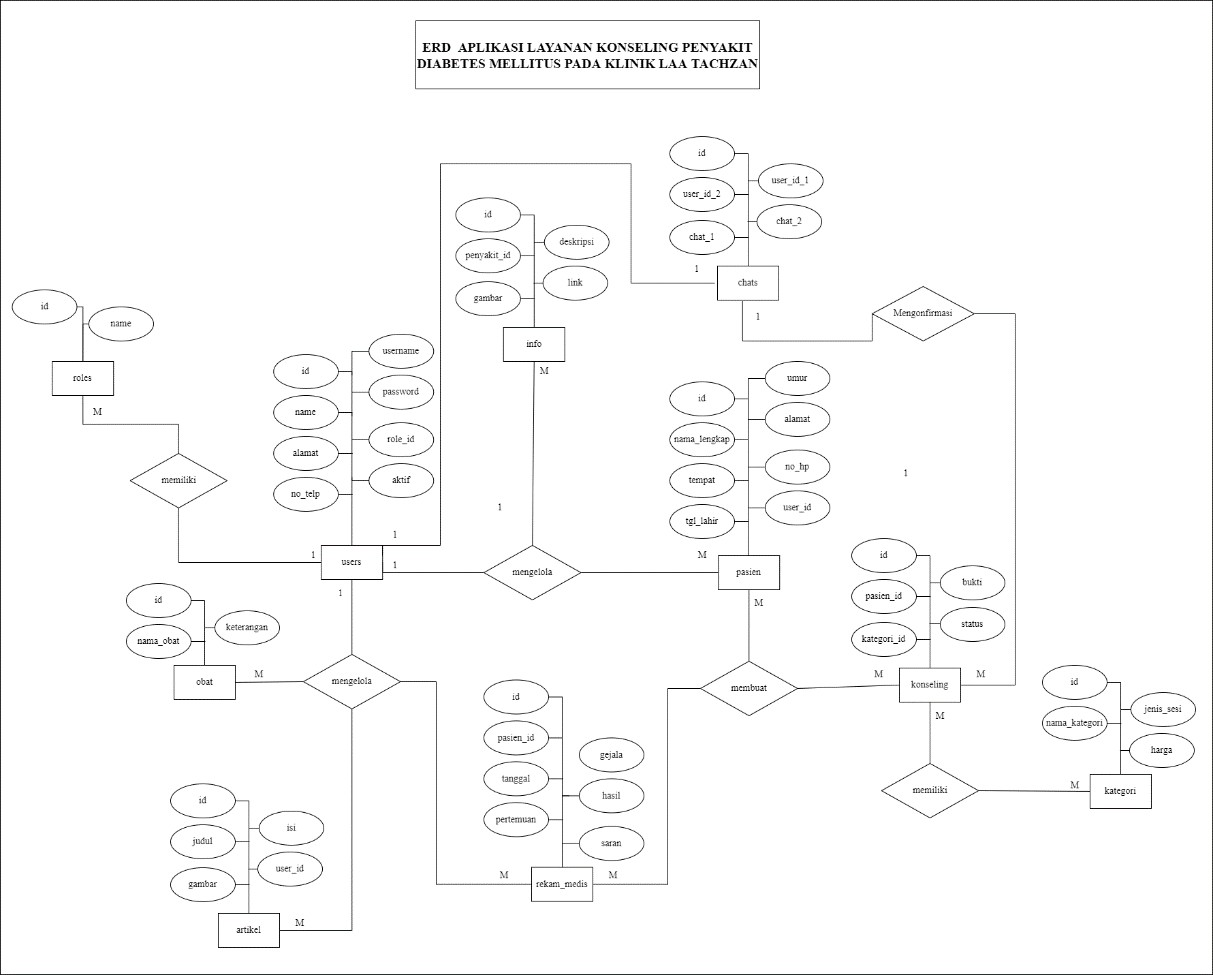 ERD APLIKASI LAYANAN KONSELING PENYAKIT
DIABETES MELLITUS PADA KLINIK LAA TACHZAN
id
user_id_1
user_id_2
chat_2
chat_1
1
chats
1
id
deskripsi
penyakit_id
link
gambar
info
M
Mengonfirmasi
id
name
roles
M
memiliki
username
id
password
name
role_id
alamat
aktif
no_telp
1
1
users
1
1
1
mengelola
umur
id
alamat
nama_lengkap
no_hp
tempat
user_id
tgl_lahir
M
pasien
M
1
id
bukti
pasien_id
status
kategori_id
M
konseling
M
M
membuat
id
keterangan
nama_obat
obat
M
mengelola
id
pasien_id
gejala
tanggal
hasil
pertemuan
saran
M
rekam_medis
M
id
jenis_sesi
nama_kategori
harga
memiliki
M
kategori
id
isi
judul
user_id
gambar
artikel
M